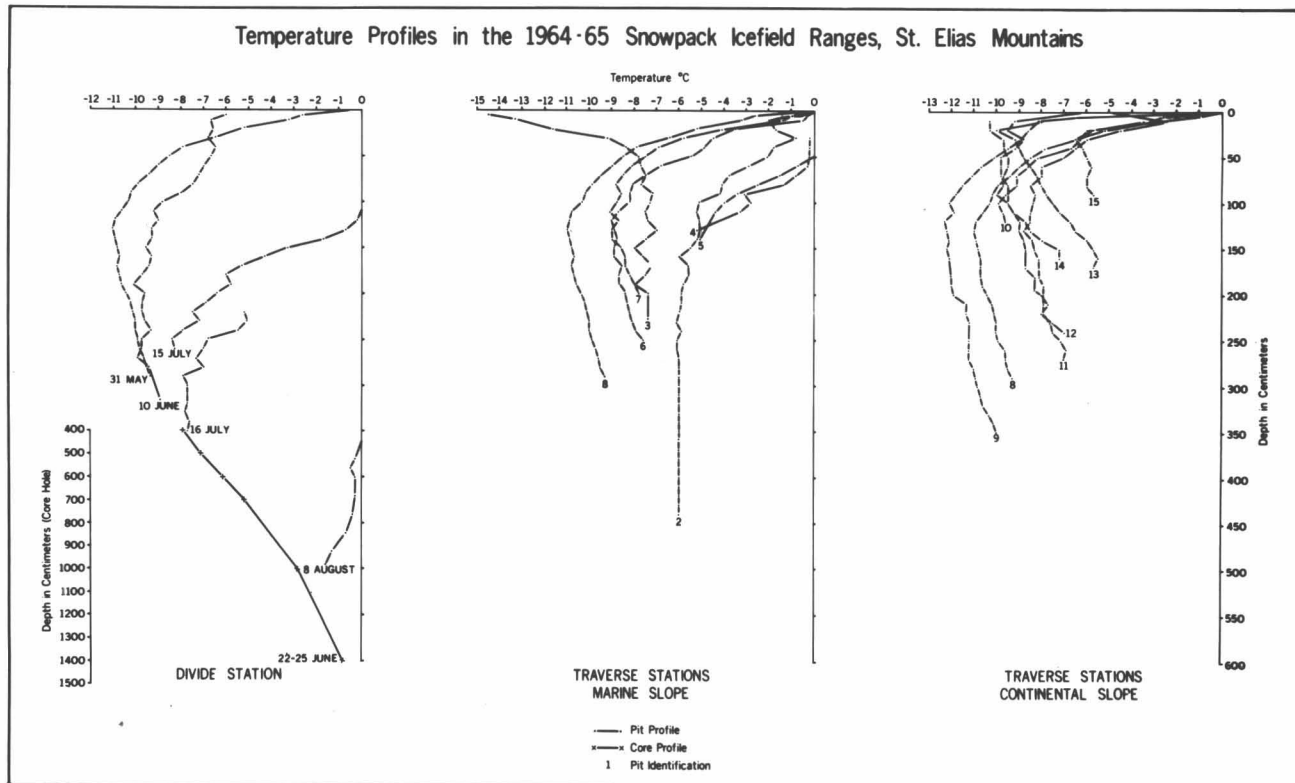 Temperature Profiles in the 1964-65 Snowpack Icefield Ranges, St. Elias Mountains
Temperature °C
-12 -11 -10 -9 -8 -7 -6 -5 -4 -3 -2 -1 0
15 JULY
31 MAY
10 JUNE
16 JULY
8 AUGUST
22-25 JUNE
Depth in Centimeters (Core Hole)
400
500
600
700
800
900
1000
1100
1200
1300
1400
1500
DIVIDE STATION
-15 -14 -13 -12 -11 -10 -9 -8 -7 -6 -5 -4 -3 -2 -1 0
4
5
7
3
6
8
2
TRAVERSE STATIONS
MARINE SLOPE
-13 -12 -11 -10 -9 -8 -7 -6 -5 -4 -3 -2 -1 0
15
10
14
13
12
11
8
9
0
50
100
150
200
250
300
350
400
450
500
550
600
Depth in Centimeters
TRAVERSE STATIONS
CONTINENTAL SLOPE
Pit Profile
Core Profile
1 Pit Identification